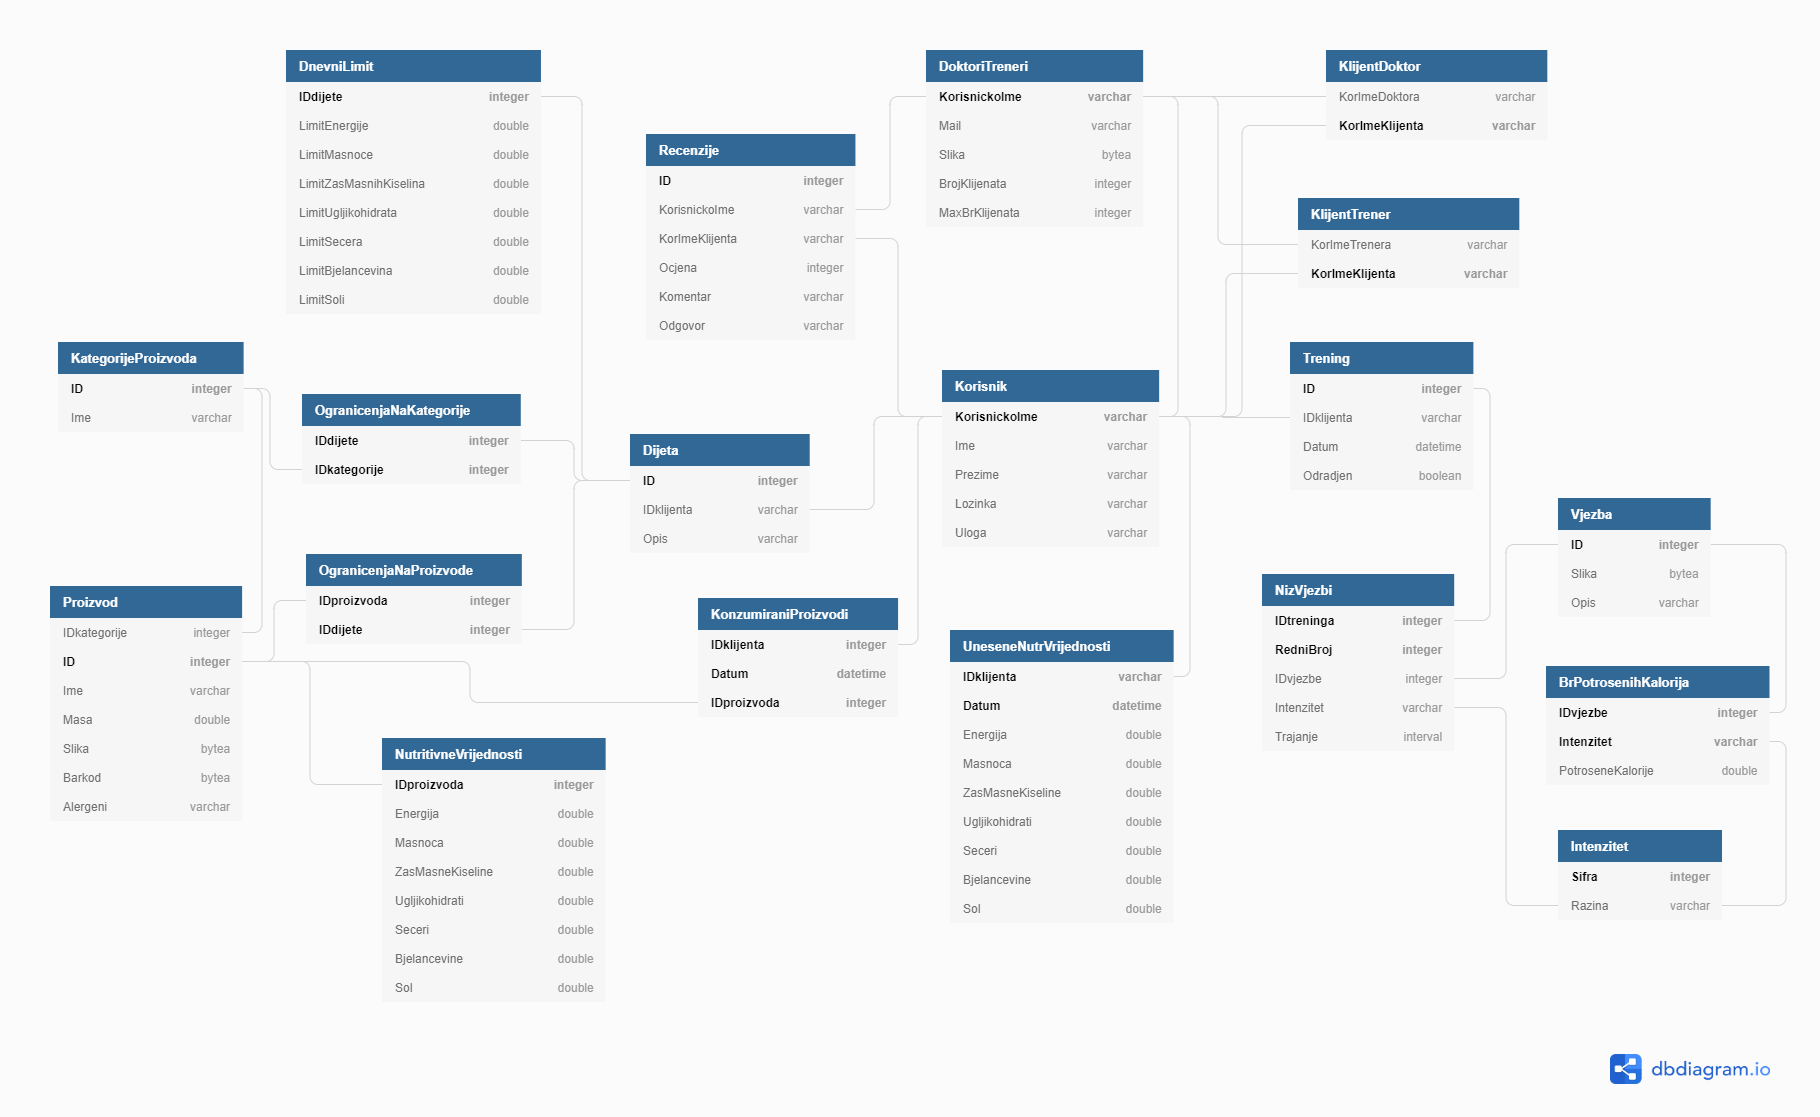 DnevniLimit
IDdijete integer
LimitEnergije double
LimitMasnoce double
LimitZasMasnihKiselina double
LimitUgljikohidrata double
LimitSecera double
LimitBjelancevina double
LimitSoli double
Recenzije
ID integer
KorisnickoIme varchar
KorImeKlijenta varchar
Ocjena integer
Komentar varchar
Odgovor varchar
DoktoriTreneri
KorisnickoIme varchar
Mail varchar
Slika bytea
BrojKlijenata integer
MaxBrKlijenata integer
KlijentDoktor
KorImeDoktora varchar
KorImeKlijenta varchar
KlijentTrener
KorImeTrenera varchar
KorImeKlijenta varchar
KategorijeProizvoda
ID integer
Ime varchar
OgranicenjaNaKategorije
IDdijete integer
IDkategorije integer
Dijeta
ID integer
IDklijenta varchar
Opis varchar
Korisnik
KorisnickoIme varchar
Ime varchar
Prezime varchar
Lozinka varchar
Uloga varchar
Trening
ID integer
IDklijenta varchar
Datum datetime
Odradjen boolean
Vjezba
ID integer
Slika bytea
Opis varchar
Proizvod
IDkategorije integer
ID integer
Ime varchar
Masa double
Slika bytea
Barkod bytea
Alergeni varchar
OgranicenjaNaProizvode
IDproizvoda integer
IDdijete integer
KonzumiraniProizvodi
IDklijenta integer
Datum datetime
IDproizvoda integer
UneseneNutrVrijednosti
IDklijenta varchar
Datum datetime
Energija double
Masnoca double
ZasMasneKiseline double
Ugljikohidrati double
Seceri double
Bjelancevine double
Sol double
NizVjezbi
IDtreninga integer
RedniBroj integer
IDvjezbe integer
Intenzitet varchar
Trajanje interval
BrPotrosenihKalorija
IDvjezbe integer
Intenzitet varchar
PotroseneKalorije double
NutritivneVrijednosti
IDproizvoda integer
Energija double
Masnoca double
ZasMasneKiseline double
Ugljikohidrati double
Seceri double
Bjelancevine double
Sol double
Intenzitet
Sifra integer
Razina varchar
dbdiagram.io